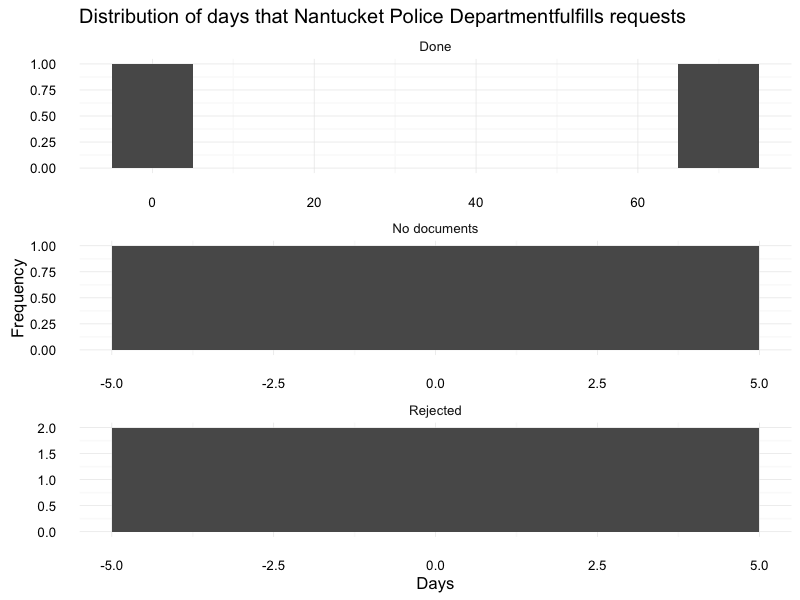 Distribution of days that Nantucket Police Departmentfulfills requests
Done
1.00
0.75
0.50
0.25
0.00
0 20 40 60
No documents
1.00
0.75
0.50
0.25
0.00
Frequency
-5.0 -2.5 0.0 2.5 5.0
Rejected
2.0
1.5
1.0
0.5
0.0
-5.0 -2.5 0.0 2.5 5.0
Days